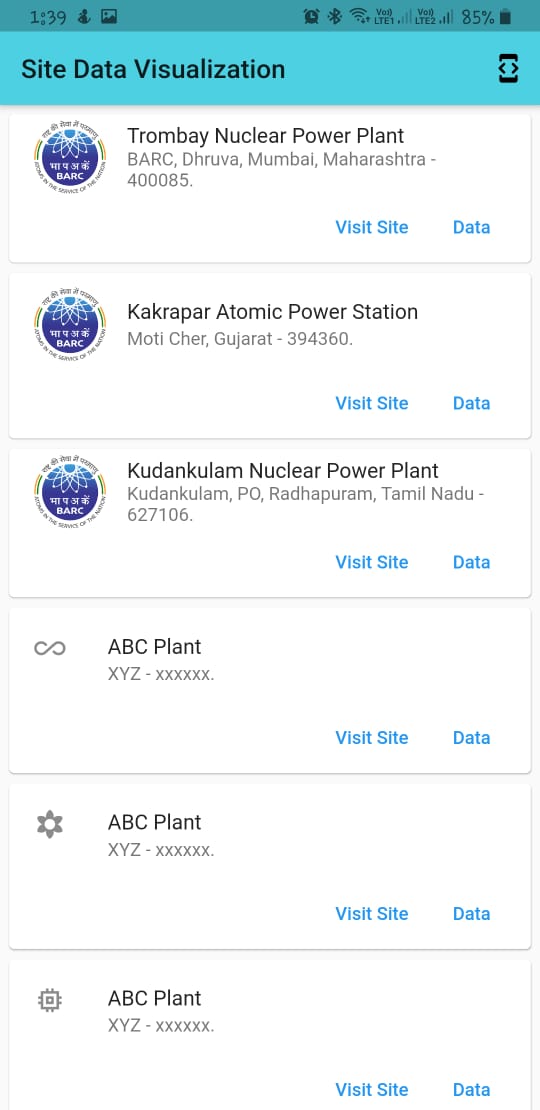 1:39 Vo) LTE1 Vo) LTE2 85%
Site Data Visualization
राष्ट्र की सेवा में परमाणु
भा प अ कें
BARC
ATOMS IN THE SERVICE OF THE NATION
Trombay Nuclear Power Plant
BARC, Dhruva, Mumbai, Maharashtra -
400085.
Visit Site Data
राष्ट्र की सेवा में परमाणु
भा प अ कें
BARC
ATOMS IN THE SERVICE OF THE NATION
Kakrapar Atomic Power Station
Moti Cher, Gujarat - 394360.
Visit Site Data
राष्ट्र की सेवा में परमाणु
भा प अ कें
BARC
ATOMS IN THE SERVICE OF THE NATION
Kudankulam Nuclear Power Plant
Kudankulam, PO, Radhapuram, Tamil Nadu -
627106.
Visit Site Data
ABC Plant
XYZ - xxxxxx.
Visit Site Data
ABC Plant
XYZ - xxxxxx.
Visit Site Data
ABC Plant
XYZ - xxxxxx.
Visit Site Data